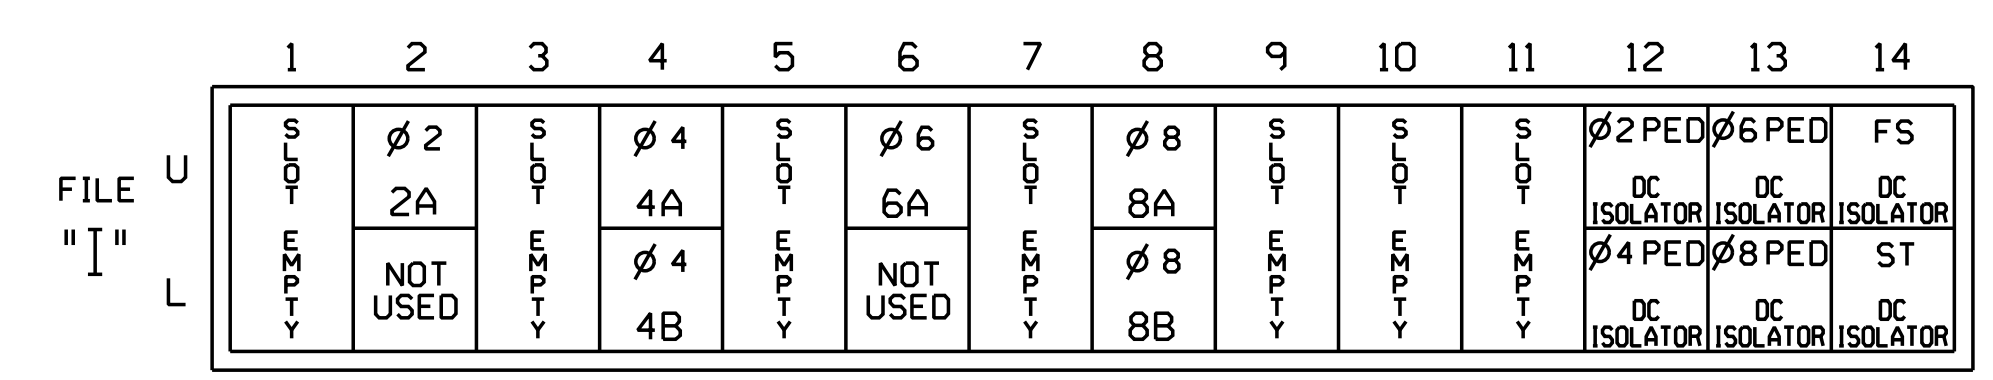 1 2 3 4 5 6 7 8 9 10 11 12 13 14
FILE
"I"
U
L
SLOT EMPTY
Ø 2
2A
NOT
USED
SLOT EMPTY
Ø 4
4A
Ø 4
4B
SLOT EMPTY
Ø 6
6A
NOT
USED
SLOT EMPTY
Ø 8
8A
Ø 8
8B
SLOT EMPTY
SLOT EMPTY
SLOT EMPTY
Ø2 PED
DC
ISOLATOR
Ø4 PED
DC
ISOLATOR
Ø6 PED
DC
ISOLATOR
Ø8 PED
DC
ISOLATOR
FS
DC
ISOLATOR
ST
DC
ISOLATOR